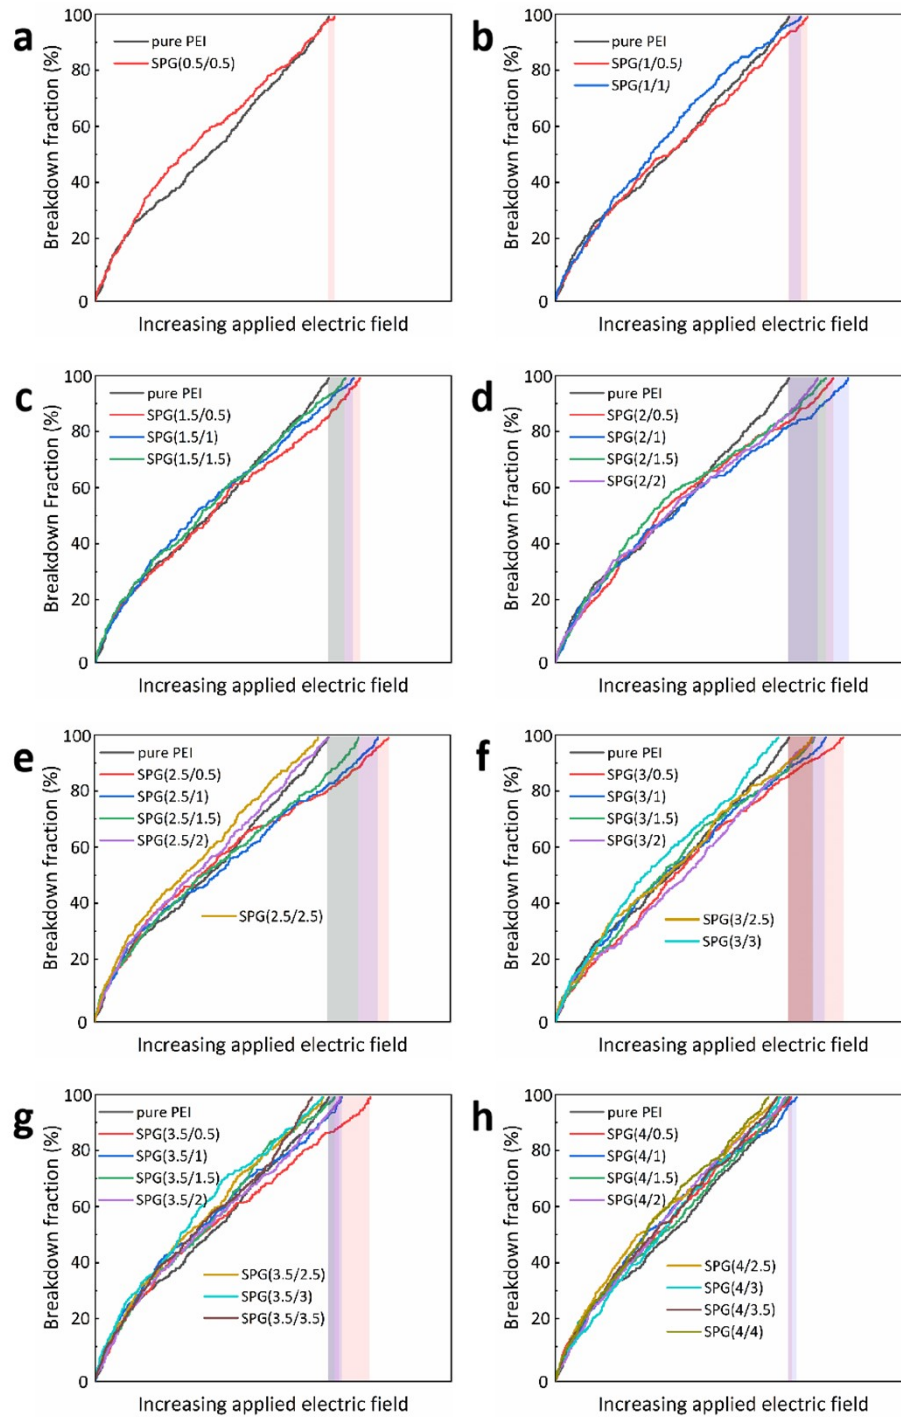 a
Breakdown fraction (%)
100
80
60
40
20
0
pure PEI
SPG(0.5/0.5)
Increasing applied electric field
b
Breakdown fraction (%)
100
80
60
40
20
0
pure PEI
SPG(1/0.5)
SPG(1/1)
Increasing applied electric field
c
Breakdown Fraction (%)
100
80
60
40
20
0
pure PEI
SPG(1.5/0.5)
SPG(1.5/1)
SPG(1.5/1.5)
Increasing applied electric field
d
Breakdown fraction (%)
100
80
60
40
20
0
pure PEI
SPG(2/0.5)
SPG(2/1)
SPG(2/1.5)
SPG(2/2)
Increasing applied electric field
e
Breakdown fraction (%)
100
80
60
40
20
0
pure PEI
SPG(2.5/0.5)
SPG(2.5/1)
SPG(2.5/1.5)
SPG(2.5/2)
SPG(2.5/2.5)
Increasing applied electric field
f
Breakdown fraction (%)
100
80
60
40
20
0
pure PEI
SPG(3/0.5)
SPG(3/1)
SPG(3/1.5)
SPG(3/2)
SPG(3/2.5)
SPG(3/3)
Increasing applied electric field
g
Breakdown fraction (%)
100
80
60
40
20
0
pure PEI
SPG(3.5/0.5)
SPG(3.5/1)
SPG(3.5/1.5)
SPG(3.5/2)
SPG(3.5/2.5)
SPG(3.5/3)
SPG(3.5/3.5)
Increasing applied electric field
h
Breakdown fraction (%)
100
80
60
40
20
0
pure PEI
SPG(4/0.5)
SPG(4/1)
SPG(4/1.5)
SPG(4/2)
SPG(4/2.5)
SPG(4/3)
SPG(4/3.5)
SPG(4/4)
Increasing applied electric field